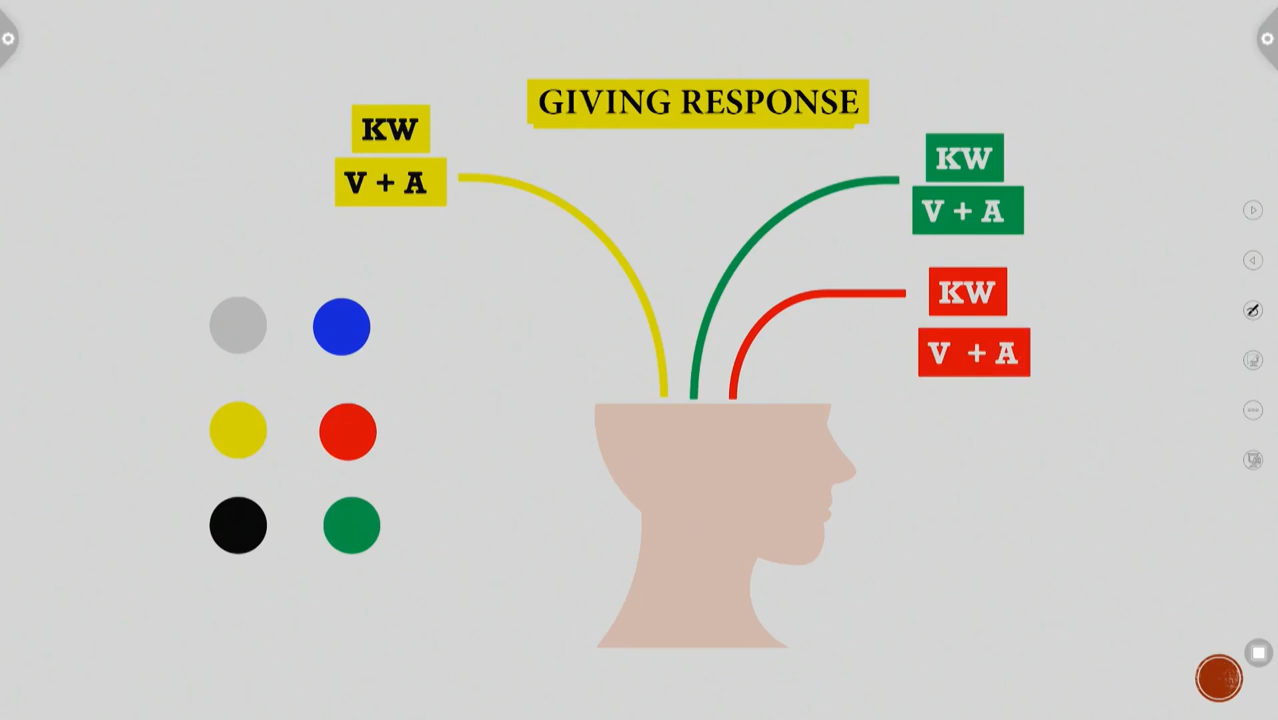 GIVING RESPONSE
KW
V + A
KW
V + A
KW
V + A